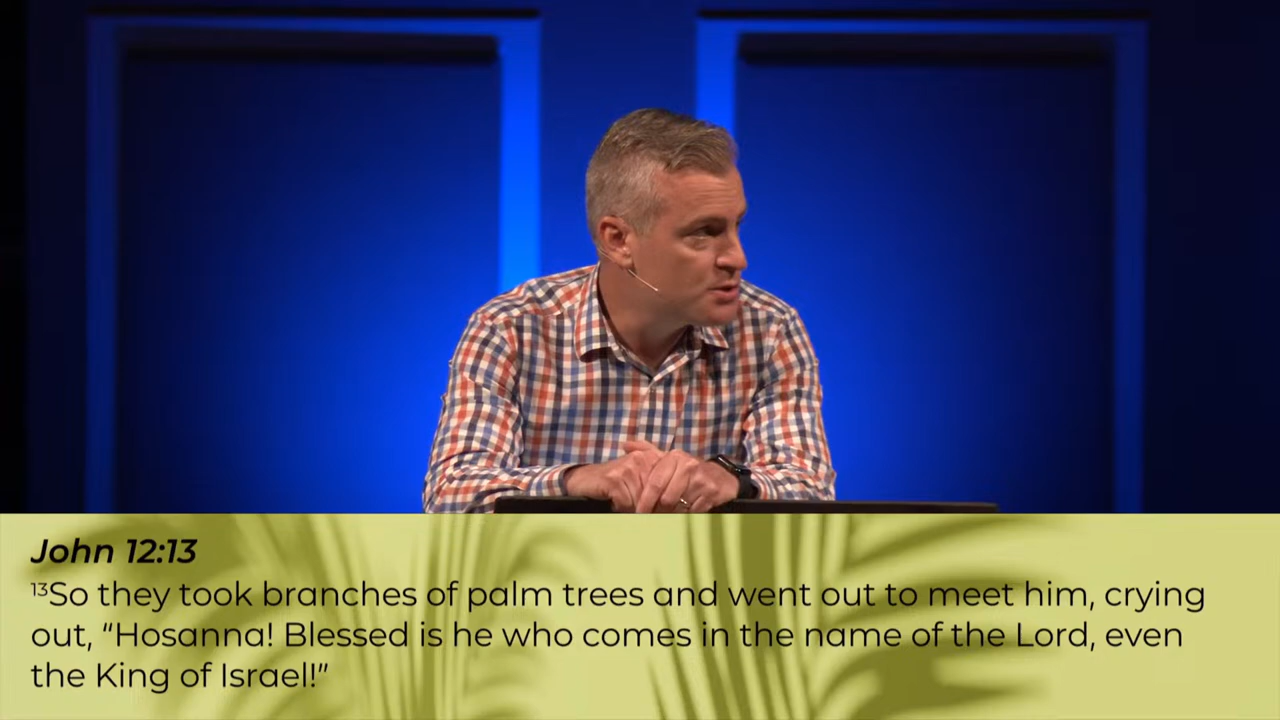 John 12:13
¹³So they took branches of palm trees and went out to meet him, crying
out, “Hosanna! Blessed is he who comes in the name of the Lord, even
the King of Israel!”